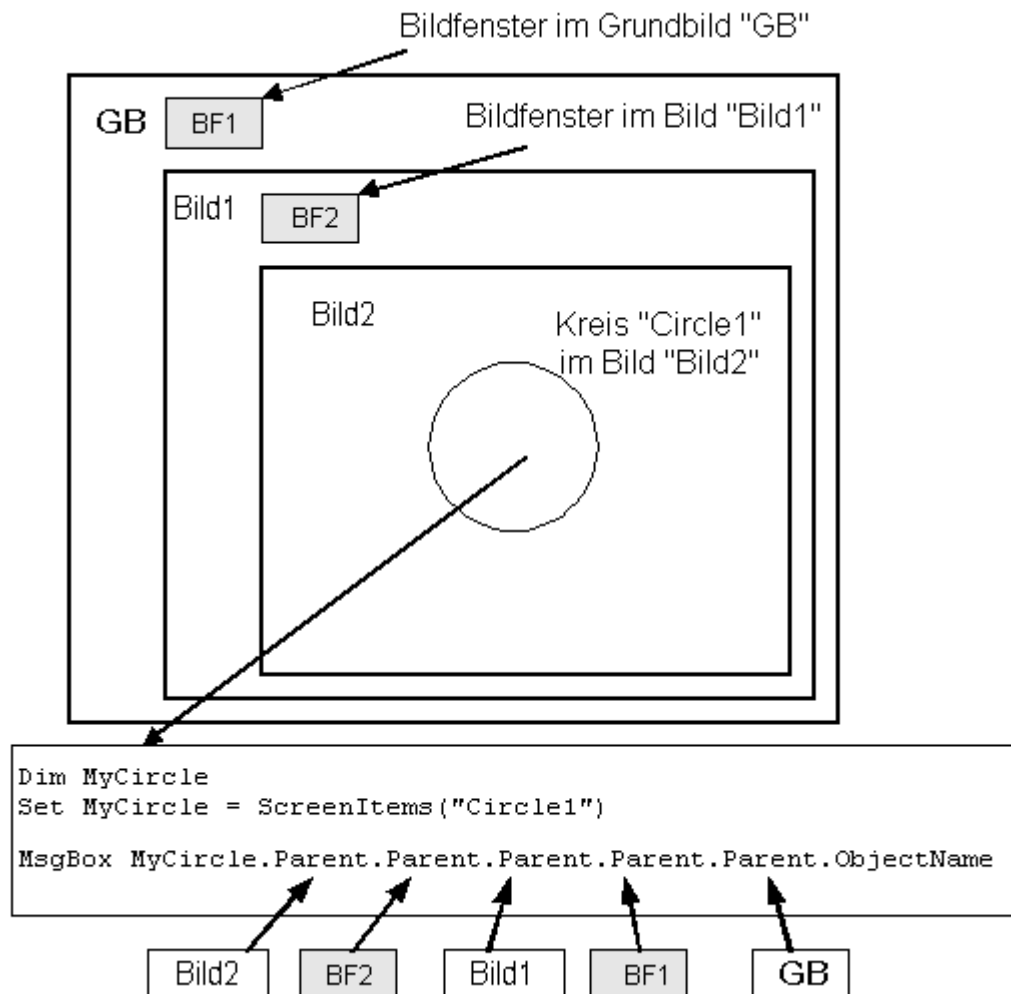 Bildfenster im Grundbild "GB"
GB
BF1
Bildfenster im Bild "Bild1"
Bild1
BF2
Bild2
Kreis "Circle1"
im Bild "Bild2"
Dim MyCircle
Set MyCircle = ScreenItems("Circle1")
MsgBox MyCircle.Parent.Parent.Parent.Parent.Parent.ObjectName
Bild2
BF2
Bild1
BF1
GB